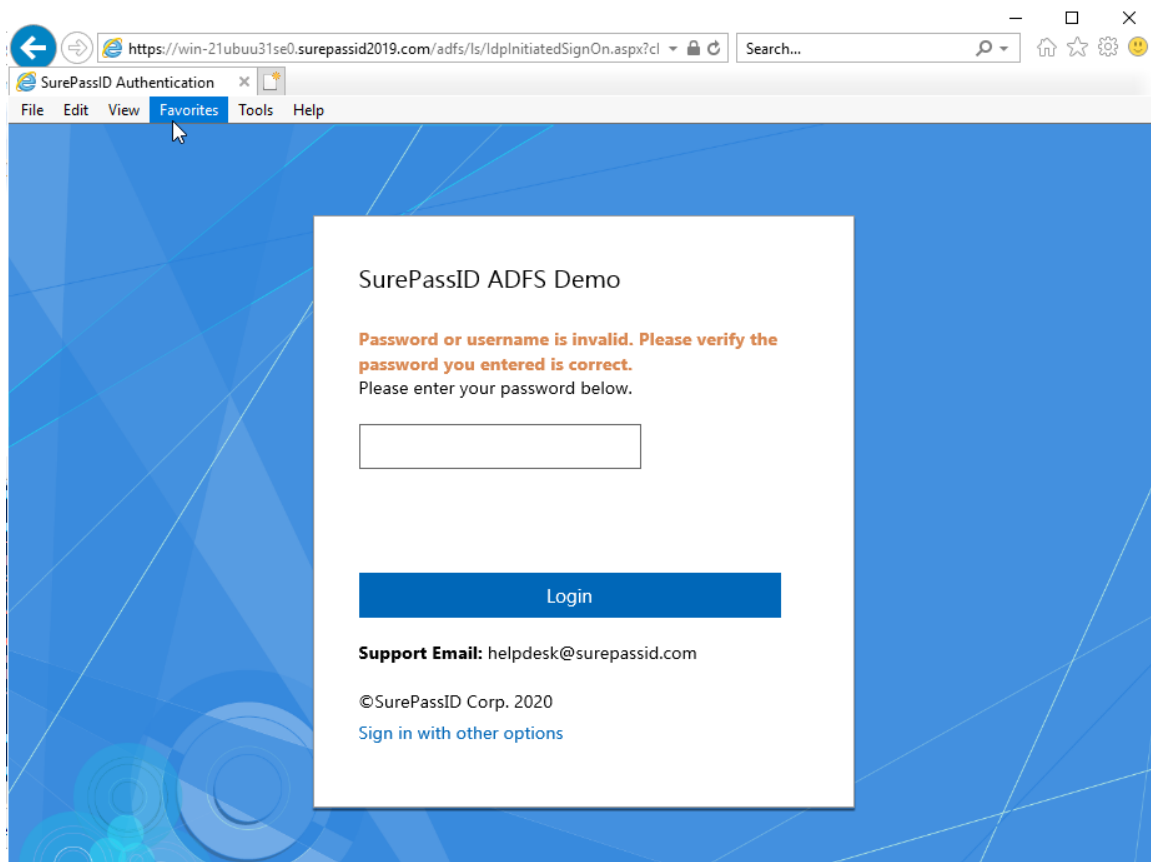 https://win-21ubuu31se0.surepassid2019.com/adfs/ls/IdpInitiatedSignOn.aspx?cl
Search...
SurePassID Authentication
File Edit View Favorites Tools Help
SurePassID ADFS Demo
Password or username is invalid. Please verify the
password you entered is correct.
Please enter your password below.
Login
Support Email: helpdesk@surepassid.com
©SurePassID Corp. 2020
Sign in with other options